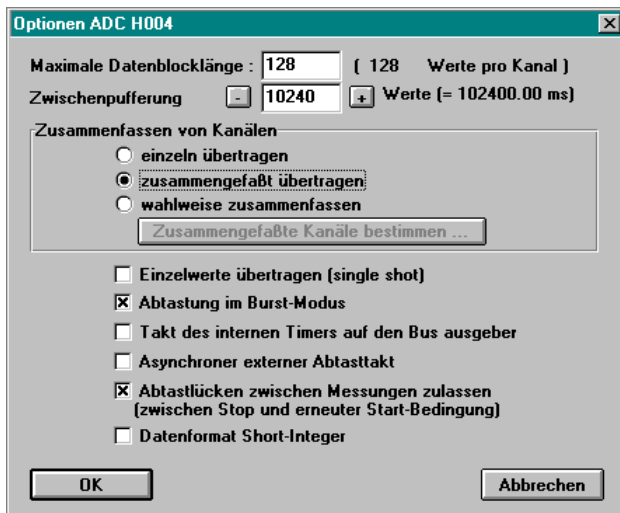 Optionen ADC H004
Maximale Datenblocklänge : 128 ( 128 Werte pro Kanal )
Zwischenpufferung - 10240 + Werte (= 102400.00 ms)
Zusammenfassen von Kanälen
einzeln übertragen
zusammengefaßt übertragen
wahlweise zusammenfassen
Zusammengefaßte Kanäle bestimmen ...
Einzelwerte übertragen (single shot)
Abtastung im Burst-Modus
Takt des internen Timers auf den Bus ausgeber
Asynchroner externer Abtasttakt
Abtastlücken zwischen Messungen zulassen
(zwischen Stop und erneuter Start-Bedingung)
Datenformat Short-Integer
OK Abbrechen